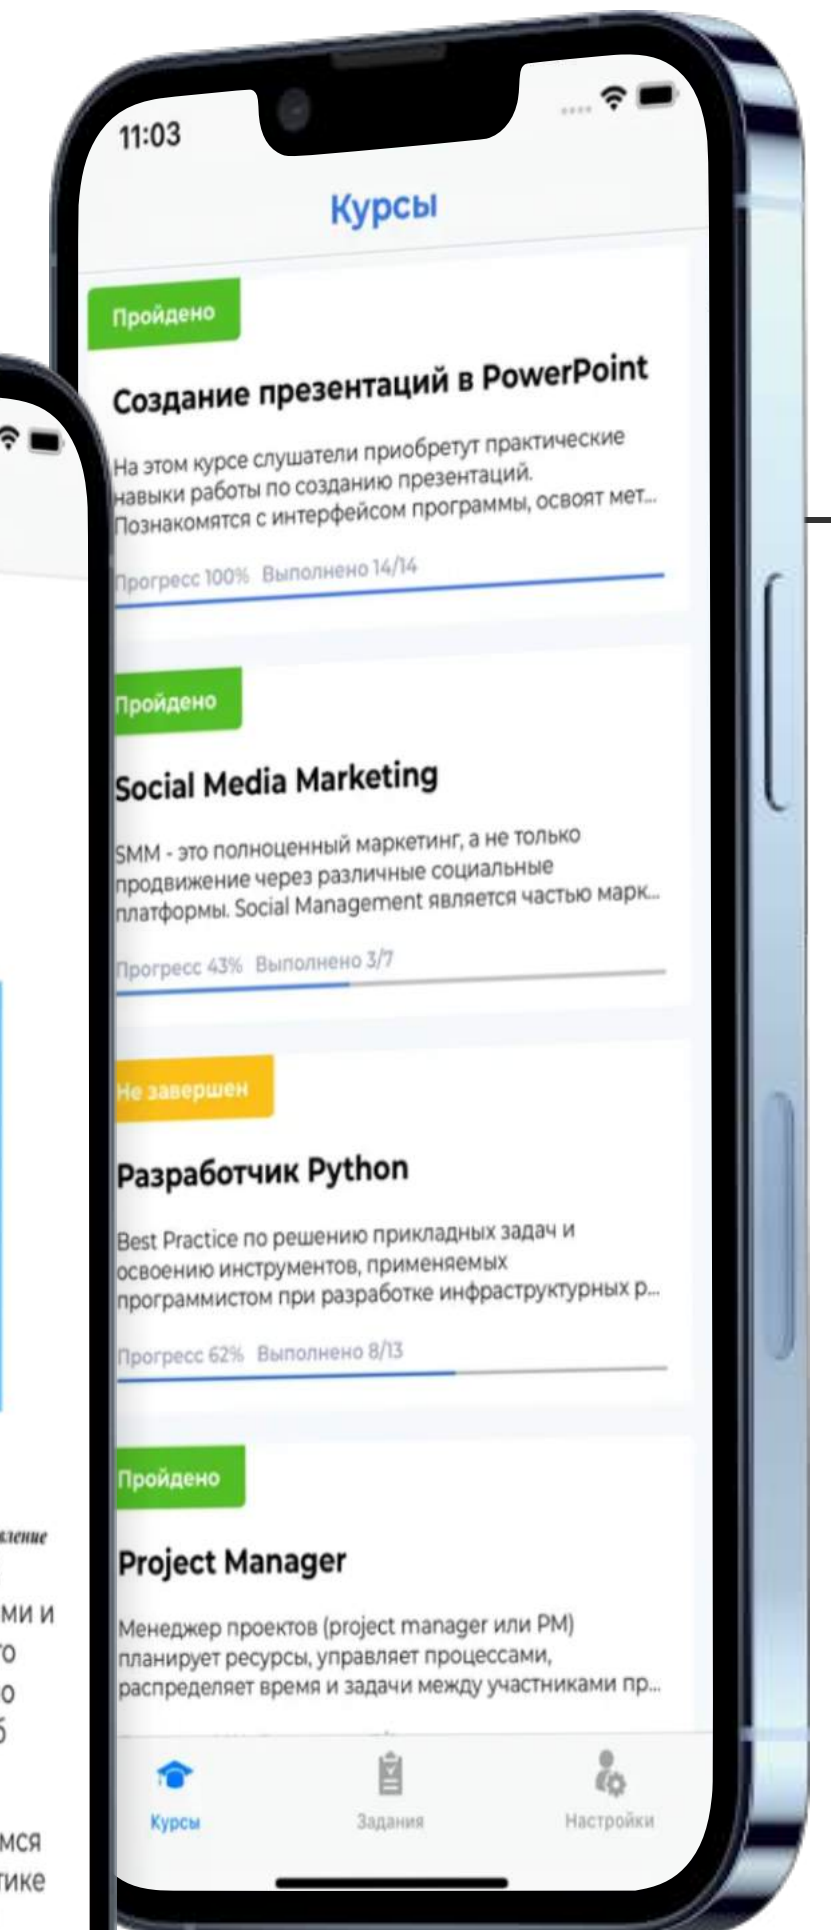 11:03
Курсы
Пройдено
Создание презентаций в PowerPoint
На этом курсе слушатели приобретут практические
навыки работы по созданию презентаций.
Познакомятся с интерфейсом программы, освоят мет...
Прогресс 100% Выполнено 14/14
Пройдено
Social Media Marketing
SMM - это полноценный маркетинг, а не только
продвижение через различные социальные
платформы. Social Management является частью марк...
Прогресс 43% Выполнено 3/7
Не завершен
Разработчик Python
Best Practice по решению прикладных задач и
освоению инструментов, применяемых
программистом при разработке инфраструктурных р...
Прогресс 62% Выполнено 8/13
Пройдено
Project Manager
Менеджер проектов (project manager или PM)
планирует ресурсы, управляет процессами,
распределяет время и задачи между участниками пр...
Курсы
Задания
Настройки
вление
ми и
го
о
б
мся
тике